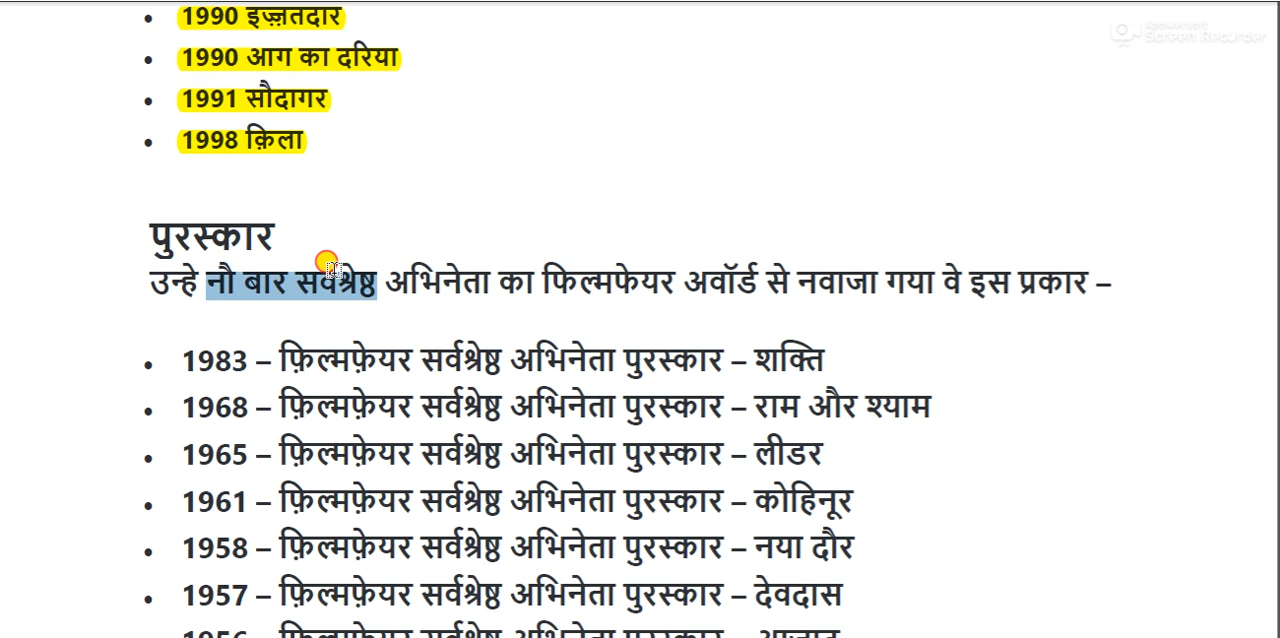 1990 इज़्ज़तदार
Apowersoft
Screen Recorder
1990 आग का दरिया
1991 सौदागर
1998 क़िला
पुरस्कार
उन्हे नौ बार सर्वश्रेष्ठ अभिनेता का फिल्मफेयर अवॉर्ड से नवाजा गया वे इस प्रकार –
1983 – फ़िल्मफ़ेयर सर्वश्रेष्ठ अभिनेता पुरस्कार – शक्ति
1968 – फ़िल्मफ़ेयर सर्वश्रेष्ठ अभिनेता पुरस्कार – राम और श्याम
1965 – फ़िल्मफ़ेयर सर्वश्रेष्ठ अभिनेता पुरस्कार – लीडर
1961 – फ़िल्मफ़ेयर सर्वश्रेष्ठ अभिनेता पुरस्कार – कोहिनूर
1958 – फ़िल्मफ़ेयर सर्वश्रेष्ठ अभिनेता पुरस्कार – नया दौर
1957 – फ़िल्मफ़ेयर सर्वश्रेष्ठ अभिनेता पुरस्कार – देवदास